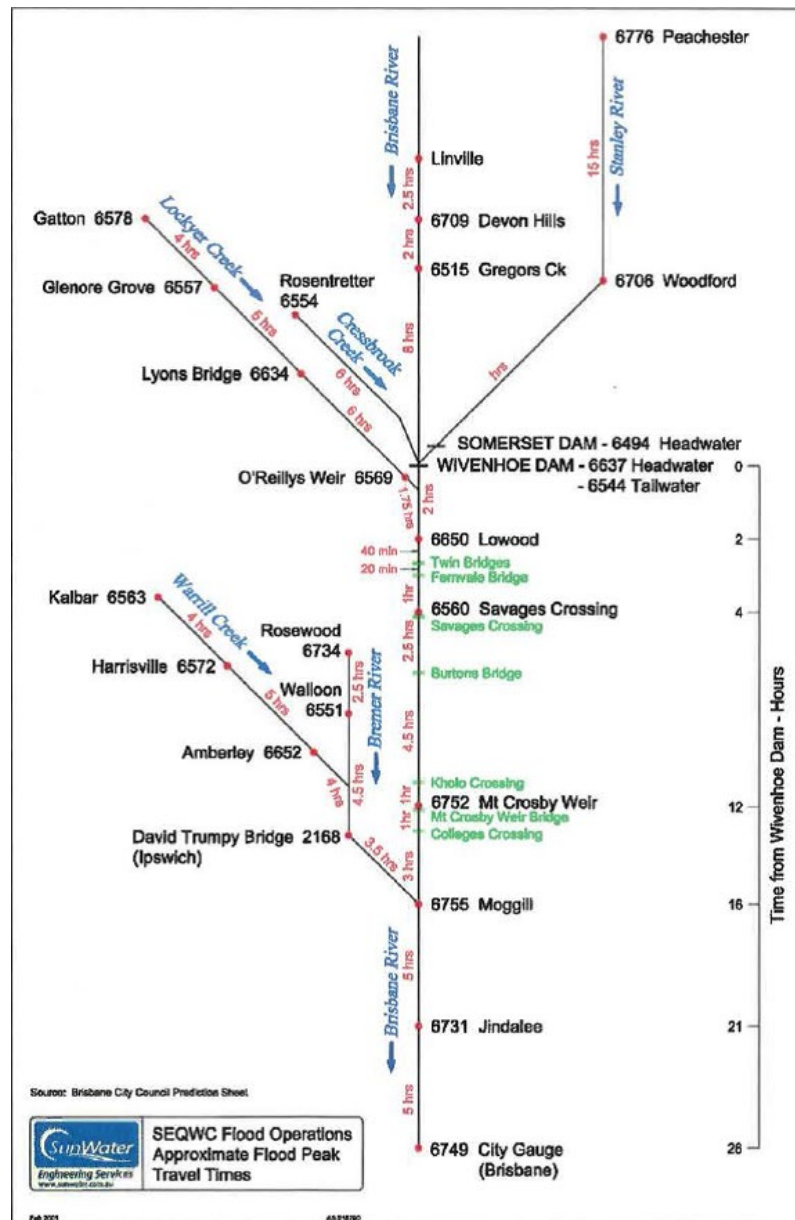 6776 Peachester
Brisbane River
Stanley River
15 hrs
Linville
2.5 hrs
Lockyer Creek
Gatton 6578
4 hrs
6709 Devon Hills
2 hrs
Rosentretter
6554
6515 Gregors Ck
6706 Woodford
Glenore Grove 6557
5 hrs
Cressbrook
Creek
8 hrs
hrs
Lyons Bridge 6634
6 hrs
6 hrs
SOMERSET DAM - 6494 Headwater
WIVENHOE DAM - 6637 Headwater
- 6544 Tailwater
0
O'Reillys Weir 6569
1.75 hrs
2 hrs
6650 Lowood
2
40 min
Twin Bridges
20 min
Fernvale Bridge
1hr
Kalbar 6563
Warrill Creek
4 hrs
6560 Savages Crossing
4
Savages Crossing
Rosewood
6734
2.5 hrs
2.5 hrs
Harrisville 6572
5 hrs
Burtons Bridge
Walloon
6551
Bremer River
4.5 hrs
Amberley 6652
4 hrs
4.5 hrs
Kholo Crossing
1hr
6752 Mt Crosby Weir
12
Mt Crosby Weir Bridge
1hr
Colleges Crossing
David Trumpy Bridge 2168
(Ipswich)
3.5 hrs
3 hrs
6755 Moggill
16
Time from Wivenhoe Dam - Hours
Brisbane River
5 hrs
6731 Jindalee
21
5 hrs
Source: Brisbane City Council Prediction Sheet
SunWater
Engineering Services
www.sunwater.com.au
SEQWC Flood Operations
Approximate Flood Peak
Travel Times
6749 City Gauge
(Brisbane)
26